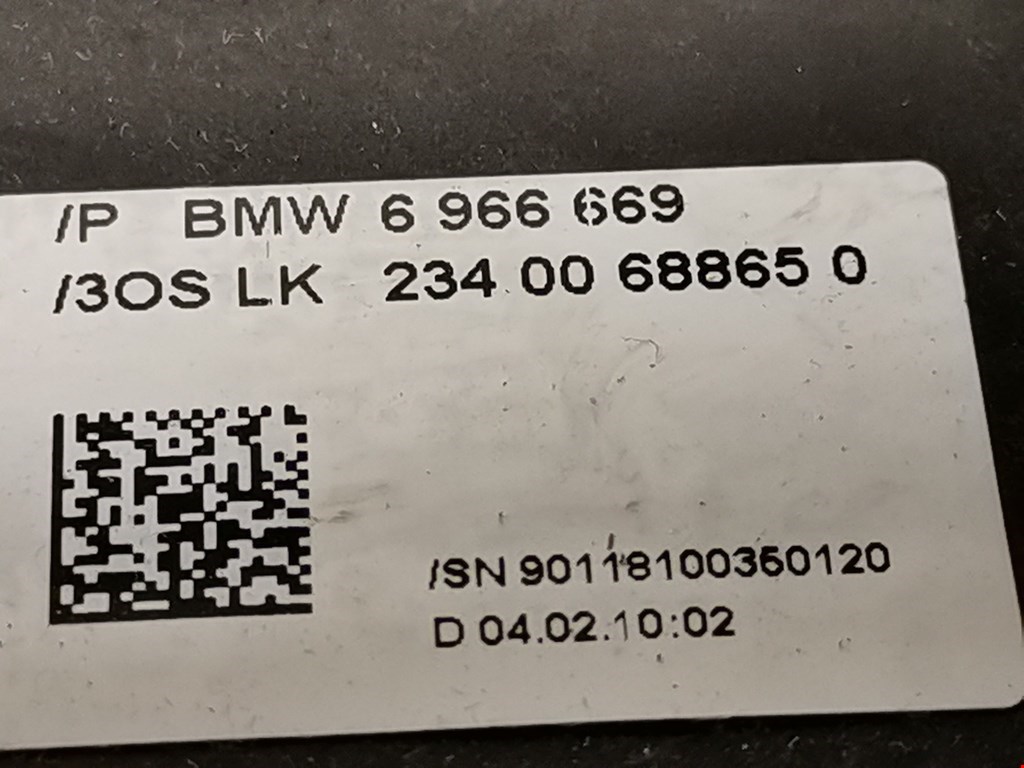 /P BMW 6 966 669
/3OS LK 234 00 68865 0
/SN 90118100360120
D 04.02.10:02